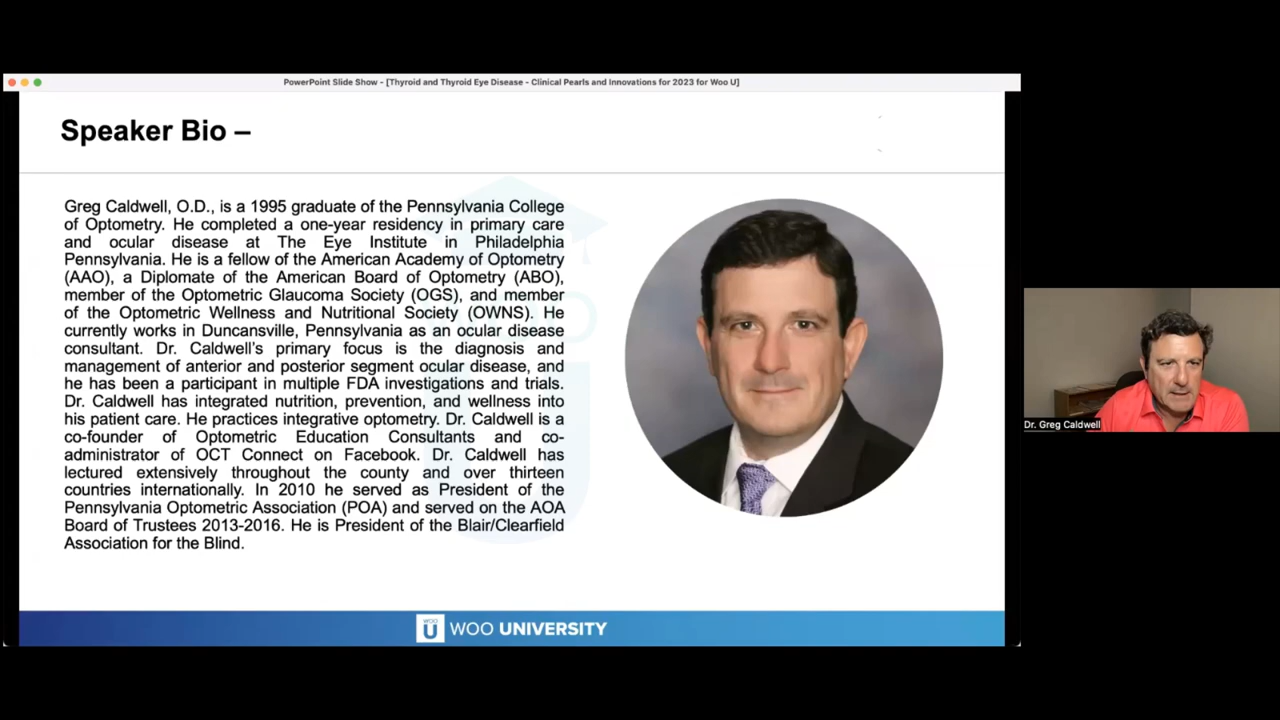 PowerPoint Slide Show - [Thyroid and Thyroid Eye Disease - Clinical Pearls and Innovations for 2023 for Woo U]
Speaker Bio –
Greg Caldwell, O.D., is a 1995 graduate of the Pennsylvania College
of Optometry. He completed a one-year residency in primary care
and ocular disease at The Eye Institute in Philadelphia
Pennsylvania. He is a fellow of the American Academy of Optometry
(AAO), a Diplomate of the American Board of Optometry (ABO),
member of the Optometric Glaucoma Society (OGS), and member
of the Optometric Wellness and Nutritional Society (OWNS). He
currently works in Duncansville, Pennsylvania as an ocular disease
consultant. Dr. Caldwell's primary focus is the diagnosis and
management of anterior and posterior segment ocular disease, and
he has been a participant in multiple FDA investigations and trials.
Dr. Caldwell has integrated nutrition, prevention, and wellness into
his patient care. He practices integrative optometry. Dr. Caldwell is a
co-founder of Optometric Education Consultants and co-
administrator of OCT Connect on Facebook. Dr. Caldwell has
lectured extensively throughout the county and over thirteen
countries internationally. In 2010 he served as President of the
Pennsylvania Optometric Association (POA) and served on the AOA
Board of Trustees 2013-2016. He is President of the Blair/Clearfield
Association for the Blind.
Dr. Greg Caldwell
WOO
U WOO UNIVERSITY